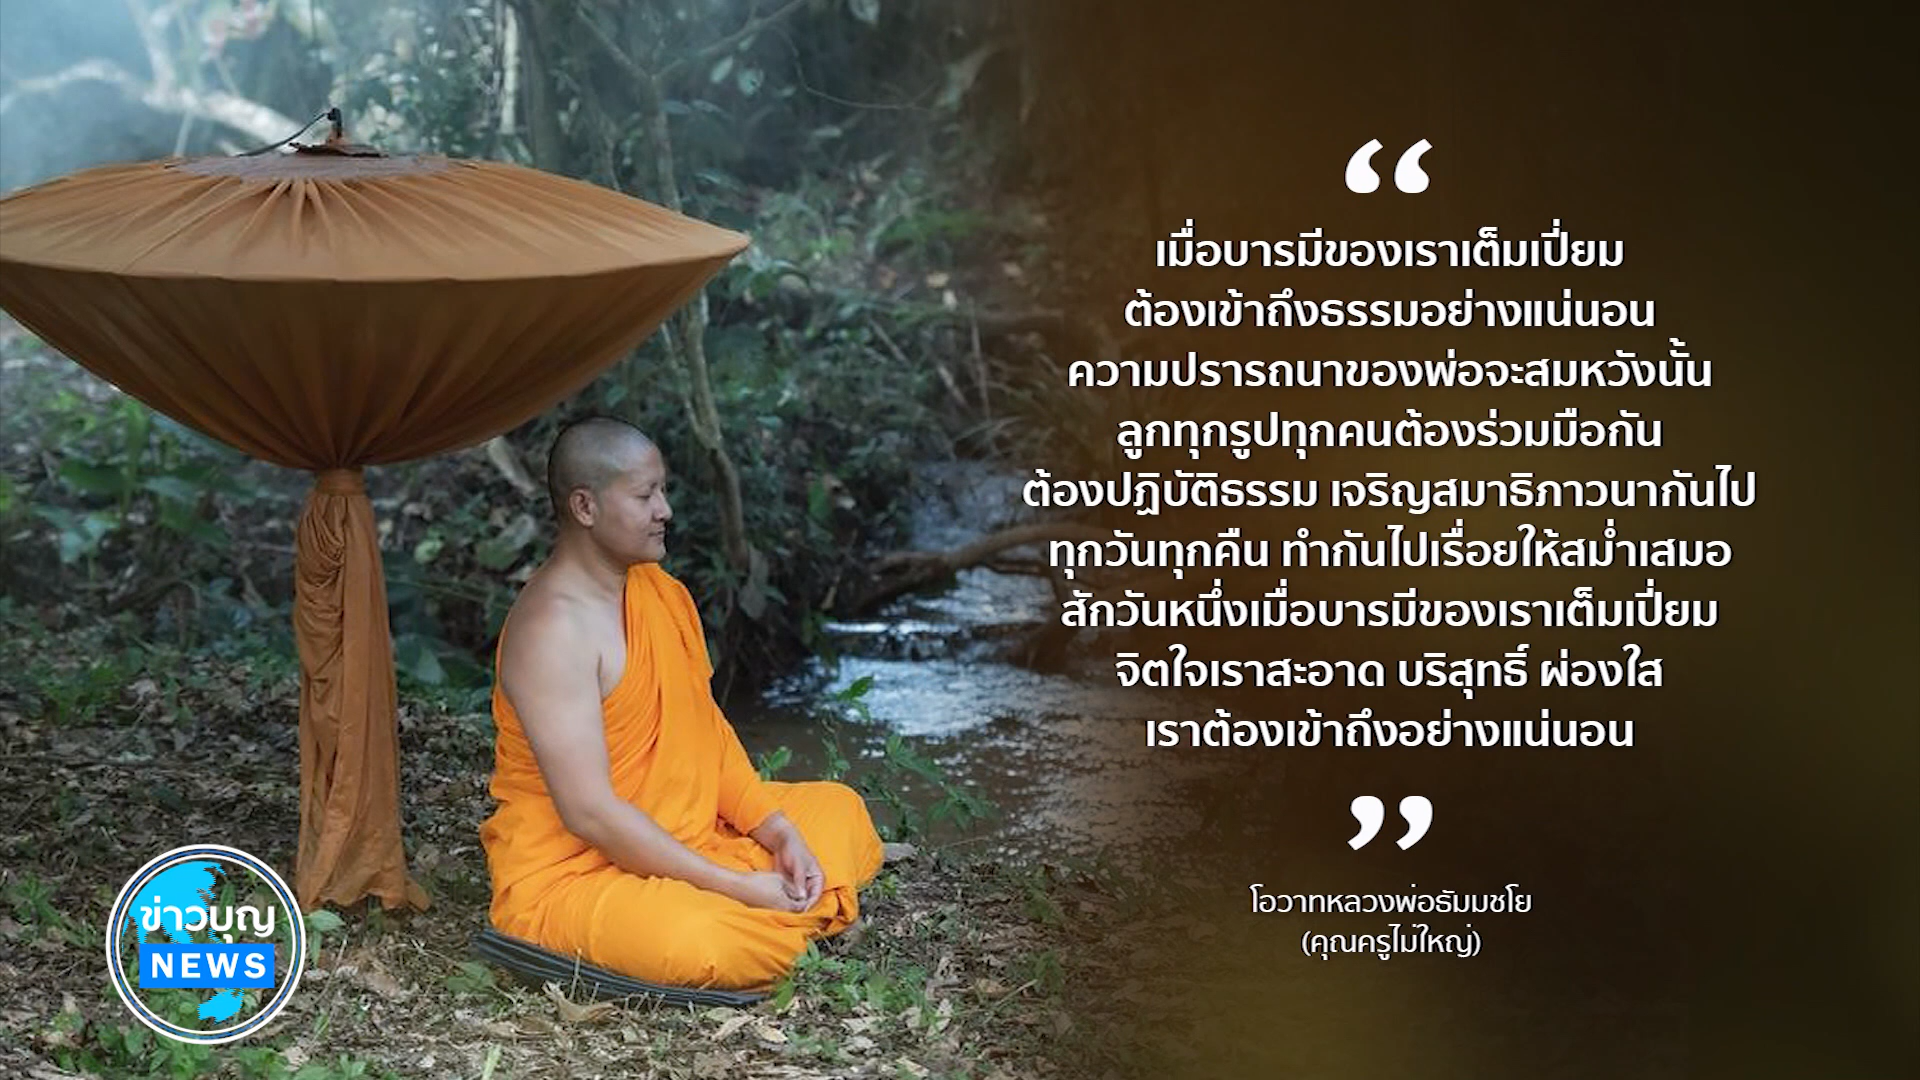 “
เมื่อบารมีของเราเต็มเปี่ยม
ต้องเข้าถึงธรรมอย่างแน่นอน
ความปรารถนาของพ่อจะสมหวังนั้น
ลูกทุกรูปทุกคนต้องร่วมมือกัน
ต้องปฏิบัติธรรม เจริญสมาธิภาวนากันไป
ทุกวันทุกคืน ทำกันไปเรื่อยให้สม่ำเสมอ
สักวันหนึ่งเมื่อบารมีของเราเต็มเปี่ยม
จิตใจเราสะอาด บริสุทธิ์ ผ่องใส
เราต้องเข้าถึงอย่างแน่นอน
”
โอวาทหลวงพ่อธัมมชโย
(คุณครูไม่ใหญ่)
ข่าวบุญ
NEWS